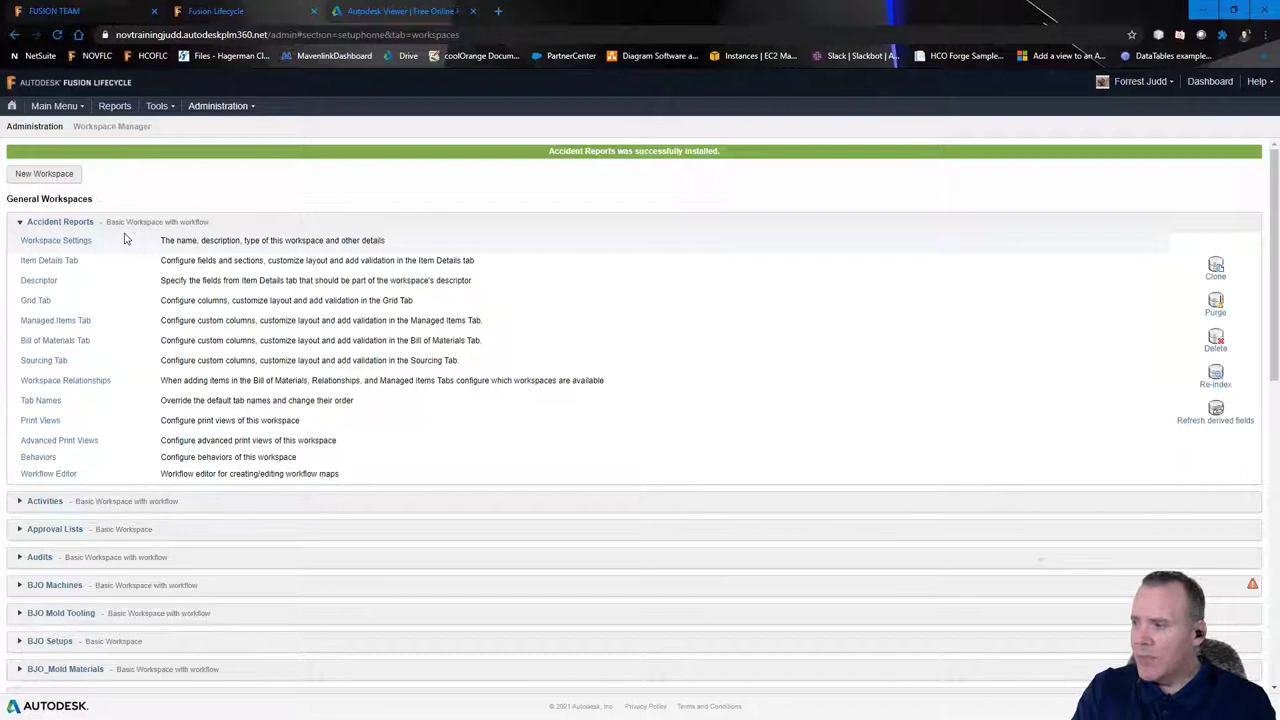 FUSION TEAM
Fusion Lifecycle
Autodesk Viewer | Free Online
novtrainingjudd.autodeskplm360.net/admin#section=setuphome&tab=workspaces
NetSuite NOVFLC HCOFLC Files - Hagerman Cl... MavenlinkDashboard Drive coolOrange Docum... PartnerCenter Diagram Software a... Instances | EC2 Ma... Slack | Slackbot | A... HCO Forge Sampl... Add a view to an A... DataTables example...
AUTODESK® FUSION LIFECYCLE
Forrest Judd Dashboard Help
Main Menu Reports Tools Administration
Administration Workspace Manager
Accident Reports was successfully installed.
New Workspace
General Workspaces
Accident Reports - Basic Workspace with workflow
Workspace Settings The name, description, type of this workspace and other details
Item Details Tab Configure fields and sections, customize layout and add validation in the Item Details tab
Clone
Descriptor Specify the fields from Item Details tab that should be part of the workspace's descriptor
Grid Tab Configure columns, customize layout and add validation in the Grid Tab
Purge
Managed Items Tab Configure custom columns, customize layout and add validation in the Managed Items Tab.
Bill of Materials Tab Configure custom columns, customize layout and add validation in the Bill of Materials Tab.
Delete
Sourcing Tab Configure custom columns, customize layout and add validation in the Sourcing Tab.
Workspace Relationships When adding items in the Bill of Materials, Relationships, and Managed Items Tabs configure which workspaces are available
Re-index
Tab Names Override the default tab names and change their order
Print Views Configure print views of this workspace
Refresh derived fields
Advanced Print Views Configure advanced print views of this workspace
Behaviors Configure behaviors of this workspace
Workflow Editor Workflow editor for creating/editing workflow maps
Activities - Basic Workspace with workflow
Approval Lists - Basic Workspace
Audits - Basic Workspace with workflow
BJO Machines - Basic Workspace with workflow
BJO Mold Tooling - Basic Workspace with workflow
BJO Setups - Basic Workspace
BJO_Mold Materials - Basic Workspace with workflow
AUTODESK.
© 2021 Autodesk, Inc Privacy Policy Terms and Conditions